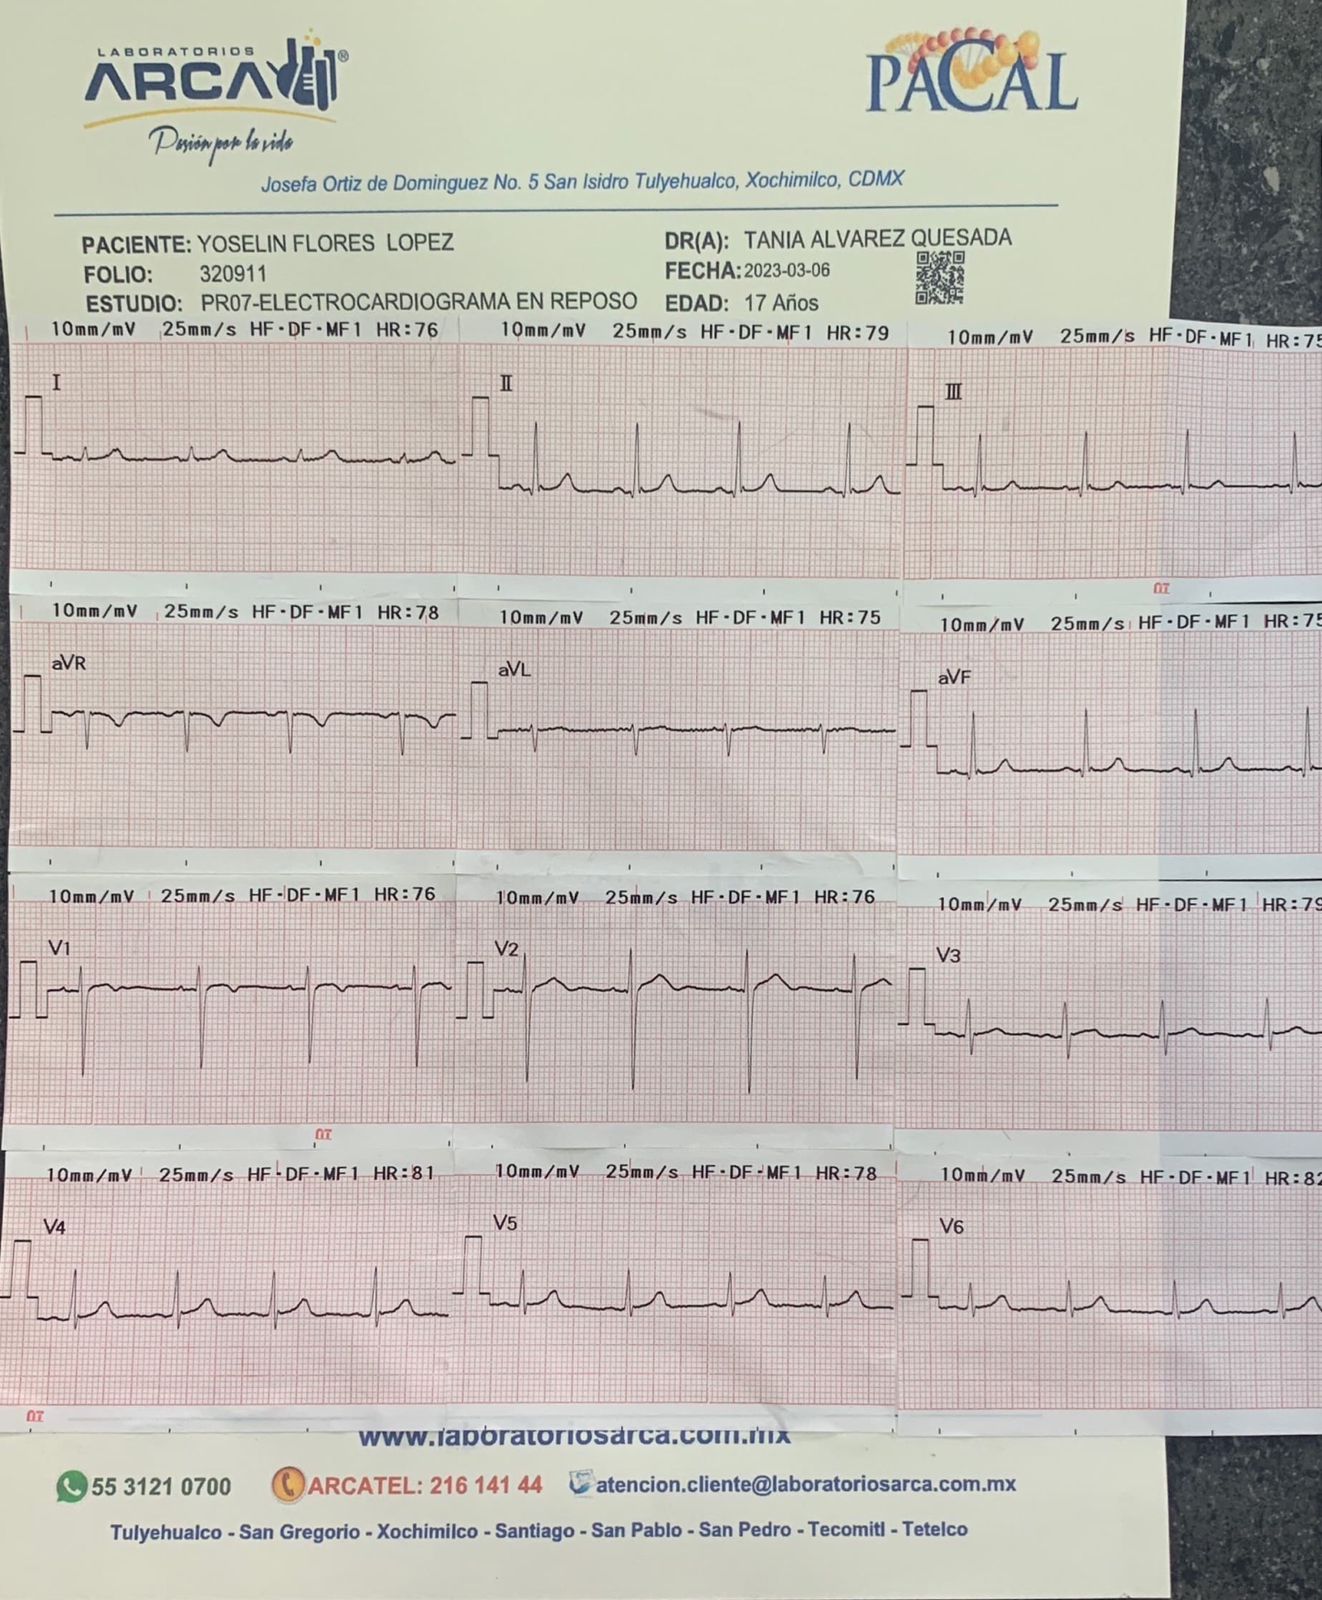 LABORATORIOS
ARCA ®
Pasión por la vida
PACAL
Josefa Ortiz de Dominguez No. 5 San Isidro Tulyehualco, Xochimilco, CDMX
PACIENTE: YOSELIN FLORES LOPEZ DR(A): TANIA ALVAREZ QUESADA
FOLIO: 320911 FECHA: 2023-03-06
ESTUDIO: PR07-ELECTROCARDIOGRAMA EN REPOSO EDAD: 17 Años
10mm/mV 25mm/s HF-DF-MF1 HR:76 10mm/mV 25mm/s HF-DF-MF1 HR:79 10mm/mV 25mm/s HF-DF-MF1 HR:75
I II III
10mm/mV 25mm/s HF-DF-MF1 HR:78 10mm/mV 25mm/s HF-DF-MF1 HR:75 10mm/mV 25mm/s HF-DF-MF1 HR:75
aVR aVL aVF
10mm/mV 25mm/s HF-DF-MF1 HR:76 10mm/mV 25mm/s HF-DF-MF1 HR:76 10mm/mV 25mm/s HF-DF-MF1 HR:79
V1 V2 V3
10mm/mV 25mm/s HF-DF-MF1 HR:81 10mm/mV 25mm/s HF-DF-MF1 HR:78 10mm/mV 25mm/s HF-DF-MF1 HR:82
V4 V5 V6
www.laboratoriosarca.com.mx
55 3121 0700 ARCATEL: 216 141 44 atencion.cliente@laboratoriosarca.com.mx
Tulyehualco - San Gregorio - Xochimilco - Santiago - San Pablo - San Pedro - Tecomitl - Tetelco